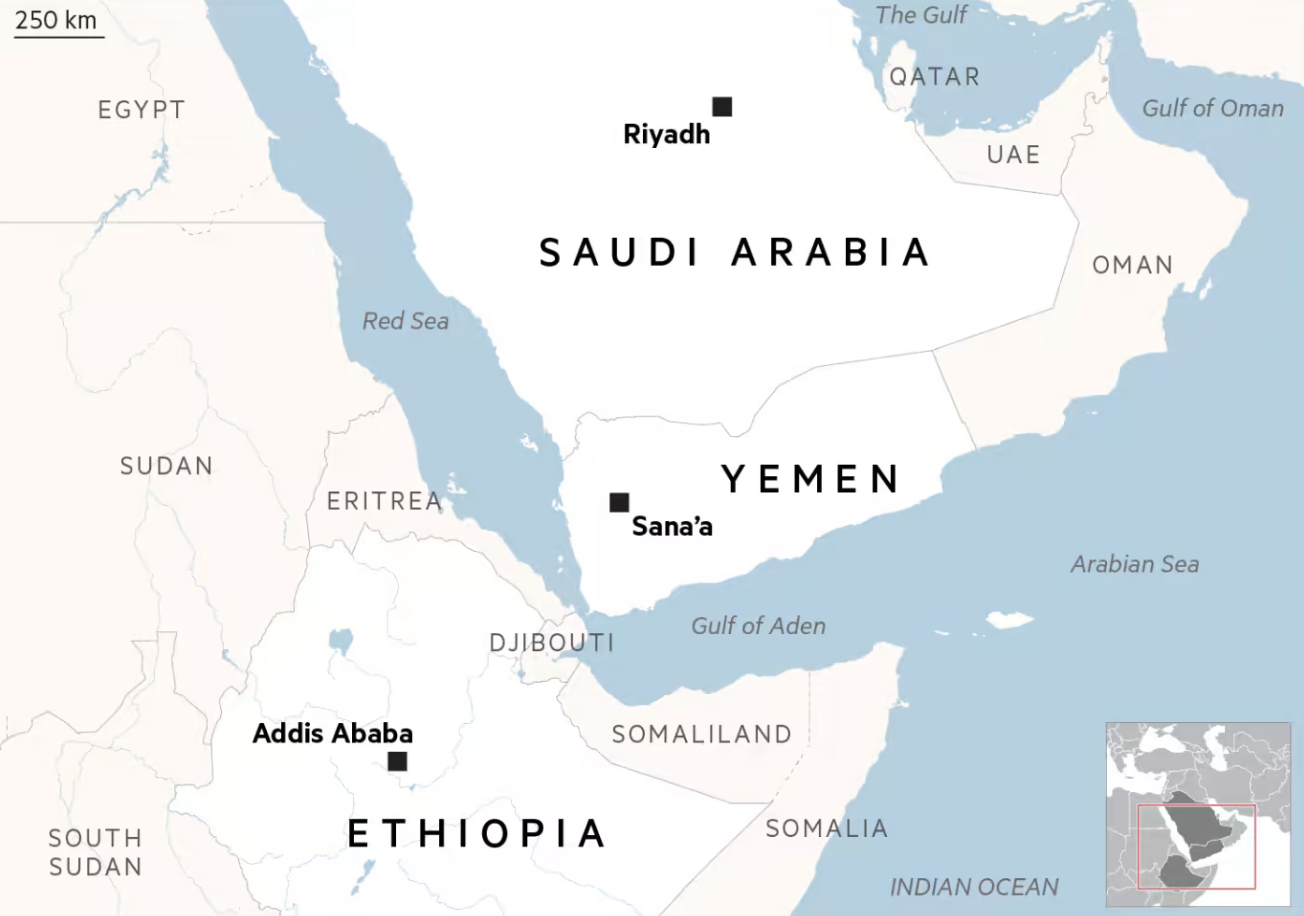 250 km
The Gulf
QATAR
EGYPT
Riyadh
Gulf of Oman
UAE
SAUDI ARABIA
OMAN
Red Sea
SUDAN
YEMEN
ERITREA
Sana’a
Arabian Sea
Gulf of Aden
DJIBOUTI
Addis Ababa
SOMALILAND
ETHIOPIA
SOMALIA
SOUTH
SUDAN
INDIAN OCEAN